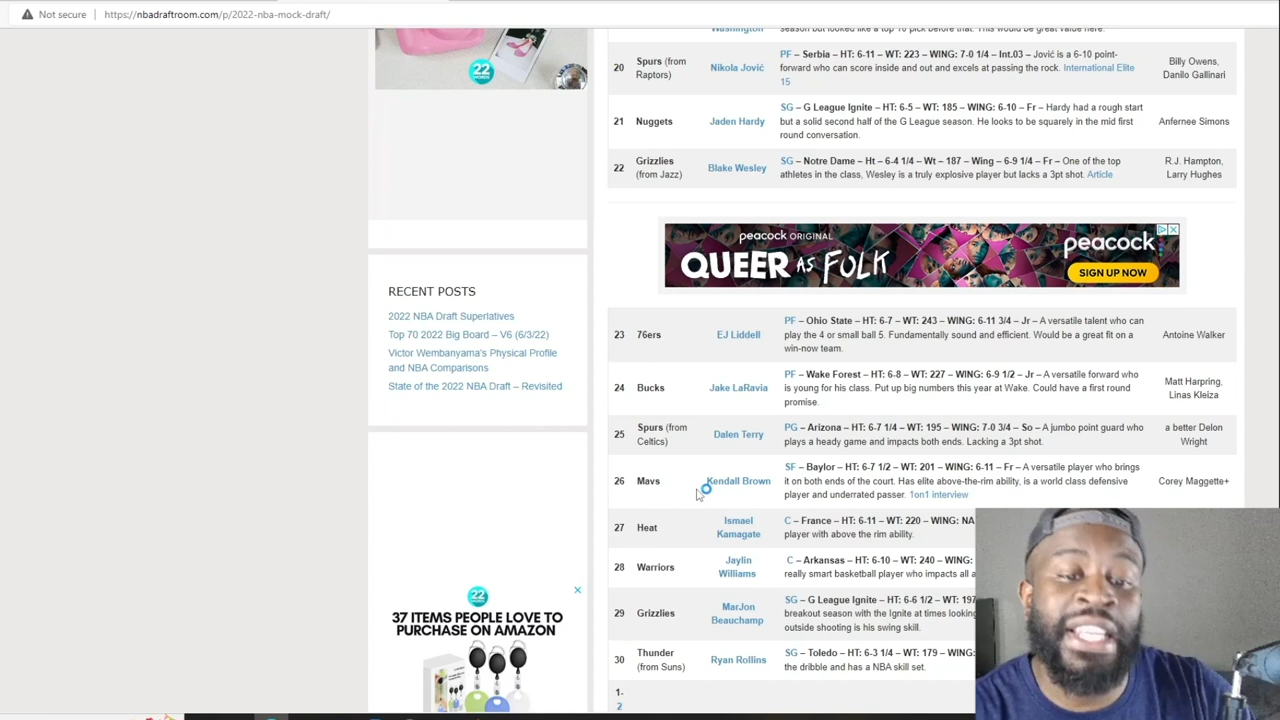 Not secure
https://nbadraftroom.com/p/2022-nba-mock-draft/
Washington
season but looked like a top 10 pick before that. This would be great value here.
20
Spurs (from
Raptors)
Nikola Jović
PF – Serbia – HT: 6-11 – WT: 223 – WING: 7-0 1/4 – Int.03 – Jović is a 6-10 point-
forward who can score inside and out and excels at passing the rock. International Elite
15
Billy Owens,
Danilo Gallinari
21
Nuggets
Jaden Hardy
SG – G League Ignite – HT: 6-5 – WT: 185 – WING: 6-10 – Fr – Hardy had a rough start
but a solid second half of the G League season. He looks to be squarely in the mid first
round conversation.
Anfernee Simons
22
Grizzlies
(from Jazz)
Blake Wesley
SG – Notre Dame – Ht – 6-4 1/4 – Wt – 187 – Wing – 6-9 1/4 – Fr – One of the top
athletes in the class, Wesley is a truly explosive player but lacks a 3pt shot. Article
R.J. Hampton,
Larry Hughes
peacock ORIGINAL
QUEER AS FOLK
peacock
SIGN UP NOW
23
76ers
EJ Liddell
PF – Ohio State – HT: 6-7 – WT: 243 – WING: 6-11 3/4 – Jr – A versatile talent who can
play the 4 or small ball 5. Fundamentally sound and efficient. Would be a great fit on a
win-now team.
Antoine Walker
24
Bucks
Jake LaRavia
PF – Wake Forest – HT: 6-8 – WT: 227 – WING: 6-9 1/2 – Jr – A versatile forward who
is young for his class. Put up big numbers this year at Wake. Could have a first round
promise.
Matt Harpring,
Linas Kleiza
25
Spurs (from
Celtics)
Dalen Terry
PG – Arizona – HT: 6-7 1/4 – WT: 195 – WING: 7-0 3/4 – So – A jumbo point guard who
plays a heady game and impacts both ends. Lacking a 3pt shot.
a better Delon
Wright
26
Mavs
Kendall Brown
SF – Baylor – HT: 6-7 1/2 – WT: 201 – WING: 6-11 – Fr – A versatile player who brings
it on both ends of the court. Has elite above-the-rim ability, is a world class defensive
player and underrated passer. 1on1 interview
Corey Maggette+
27
Heat
Ismael
Kamagate
C – France – HT: 6-11 – WT: 220 – WING: NA
player with above the rim ability.
28
Warriors
Jaylin
Williams
C – Arkansas – HT: 6-10 – WT: 240 – WING:
really smart basketball player who impacts all a
29
Grizzlies
MarJon
Beauchamp
SG – G League Ignite – HT: 6-6 1/2 – WT: 197
breakout season with the Ignite at times looking
outside shooting is his swing skill.
30
Thunder
(from Suns)
Ryan Rollins
SG – Toledo – HT: 6-3 1/4 – WT: 179 – WING:
the dribble and has a NBA skill set.
1-
2
22
WORDS
RECENT POSTS
2022 NBA Draft Superlatives
Top 70 2022 Big Board – V6 (6/3/22)
Victor Wembanyama's Physical Profile
and NBA Comparisons
State of the 2022 NBA Draft – Revisited
22
WORDS
37 ITEMS PEOPLE LOVE TO
PURCHASE ON AMAZON